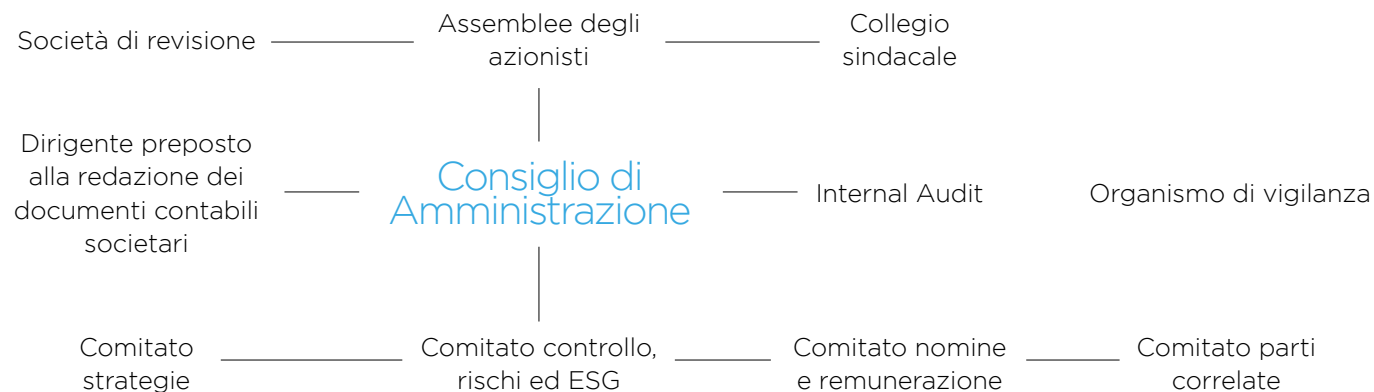 Società di revisione
Assemblee degli
azionisti
Collegio
sindacale
Dirigente preposto
alla redazione dei
documenti contabili
societari
Consiglio di
Amministrazione
Internal Audit
Organismo di vigilanza
Comitato
strategie
Comitato controllo,
rischi ed ESG
Comitato nomine
e remunerazione
Comitato parti
correlate